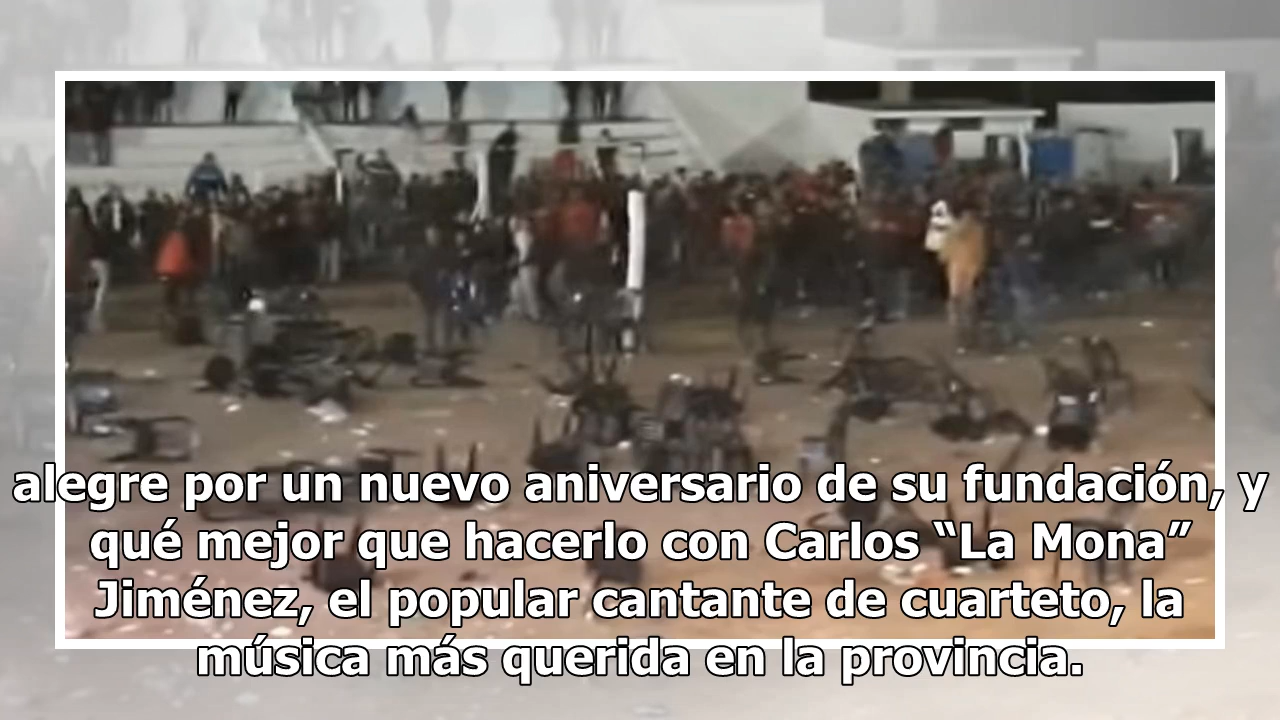 alegre por un nuevo aniversario de su fundación, y
qué mejor que hacerlo con Carlos “La Mona”
Jiménez, el popular cantante de cuarteto, la
música más querida en la provincia.